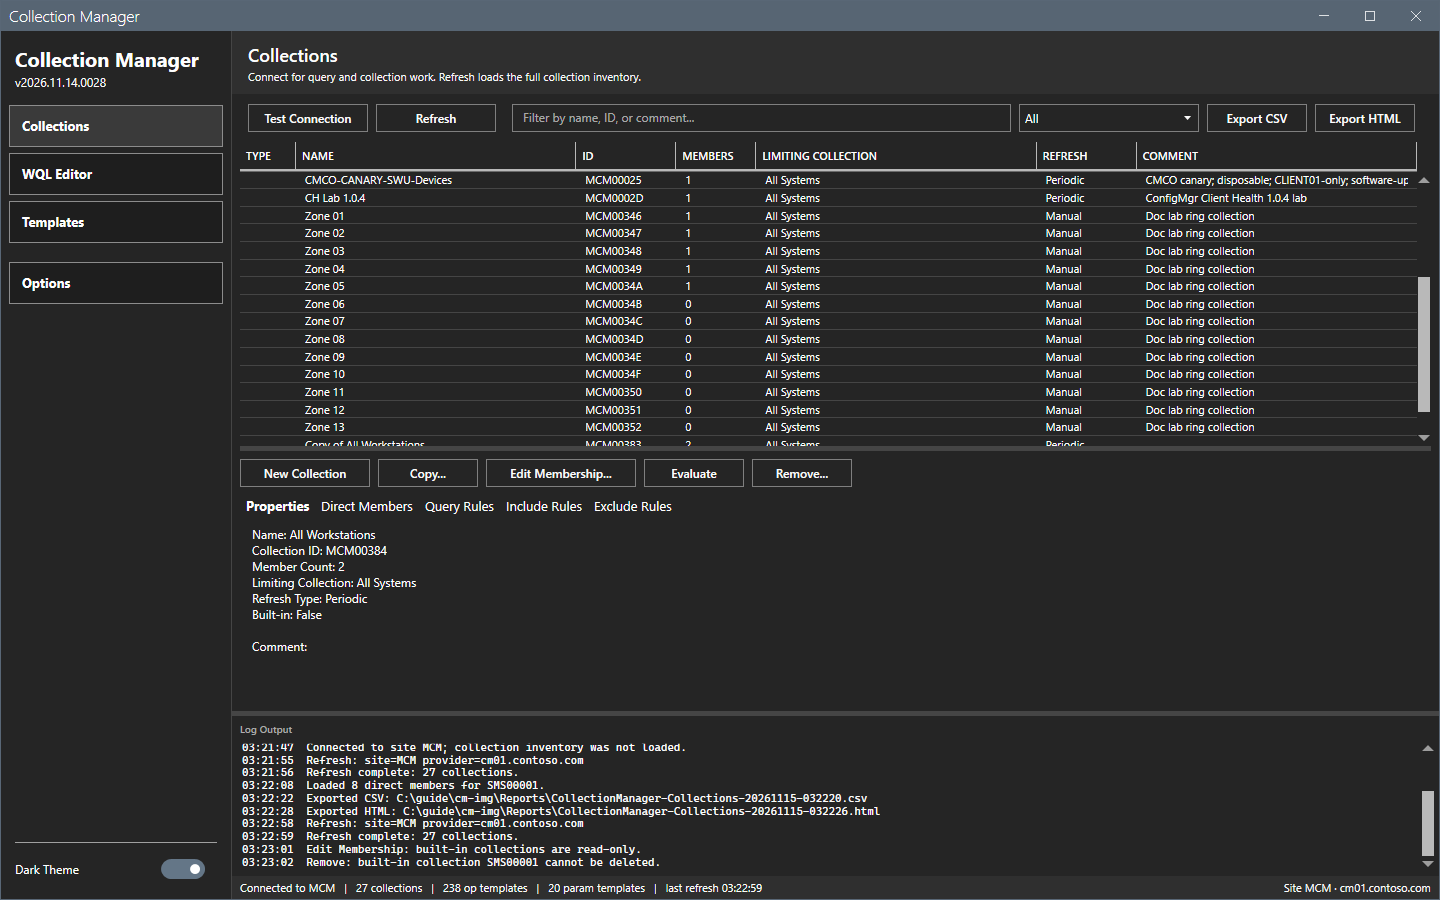 Collection Manager
Collection Manager
v2026.11.14.0028
Collections
WQL Editor
Templates
Options
Dark Theme
Collections
Connect for query and collection work. Refresh loads the full collection inventory.
Test Connection Refresh Filter by name, ID, or comment... All Export CSV Export HTML
TYPE NAME ID MEMBERS LIMITING COLLECTION REFRESH COMMENT
CMCO-CANARY-SWU-Devices MCM00025 1 All Systems Periodic CMCO canary; disposable; CLIENT01-only; software-up
CH Lab 1.0.4 MCM0002D 1 All Systems Periodic ConfigMgr Client Health 1.0.4 lab
Zone 01 MCM00346 1 All Systems Manual Doc lab ring collection
Zone 02 MCM00347 1 All Systems Manual Doc lab ring collection
Zone 03 MCM00348 1 All Systems Manual Doc lab ring collection
Zone 04 MCM00349 1 All Systems Manual Doc lab ring collection
Zone 05 MCM0034A 1 All Systems Manual Doc lab ring collection
Zone 06 MCM0034B 0 All Systems Manual Doc lab ring collection
Zone 07 MCM0034C 0 All Systems Manual Doc lab ring collection
Zone 08 MCM0034D 0 All Systems Manual Doc lab ring collection
Zone 09 MCM0034E 0 All Systems Manual Doc lab ring collection
Zone 10 MCM0034F 0 All Systems Manual Doc lab ring collection
Zone 11 MCM00350 0 All Systems Manual Doc lab ring collection
Zone 12 MCM00351 0 All Systems Manual Doc lab ring collection
Zone 13 MCM00352 0 All Systems Manual Doc lab ring collection
Copy of All Workstations MCM00383 2 All Systems Periodic
New Collection Copy... Edit Membership... Evaluate Remove...
Properties Direct Members Query Rules Include Rules Exclude Rules
Name: All Workstations
Collection ID: MCM00384
Member Count: 2
Limiting Collection: All Systems
Refresh Type: Periodic
Built-in: False
Comment:
Log Output
03:21:47 Connected to site MCM; collection inventory was not loaded.
03:21:55 Refresh: site=MCM provider=cm01.contoso.com
03:21:56 Refresh complete: 27 collections.
03:22:08 Loaded 8 direct members for SMS00001.
03:22:22 Exported CSV: C:\guide\cm-img\Reports\CollectionManager-Collections-20261115-032220.csv
03:22:28 Exported HTML: C:\guide\cm-img\Reports\CollectionManager-Collections-20261115-032226.html
03:22:58 Refresh: site=MCM provider=cm01.contoso.com
03:22:59 Refresh complete: 27 collections.
03:23:01 Edit Membership: built-in collections are read-only.
03:23:02 Remove: built-in collection SMS00001 cannot be deleted.
Connected to MCM | 27 collections | 238 op templates | 20 param templates | last refresh 03:22:59 Site MCM · cm01.contoso.com